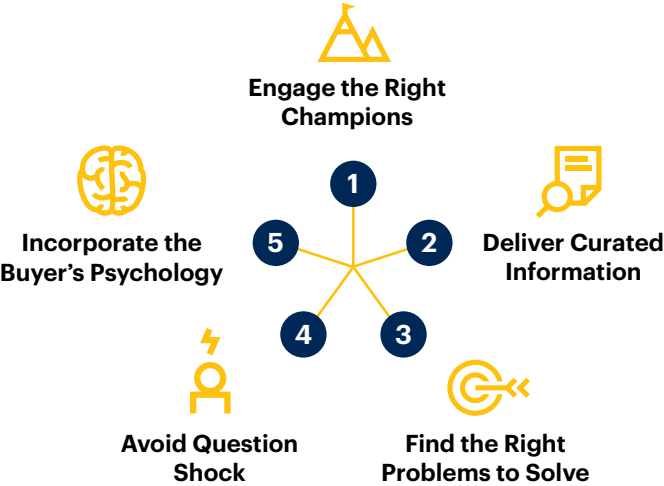 Engage the Right
Champions
1
2
Deliver Curated
Information
3
Find the Right
Problems to Solve
4
Avoid Question
Shock
5
Incorporate the
Buyer’s Psychology